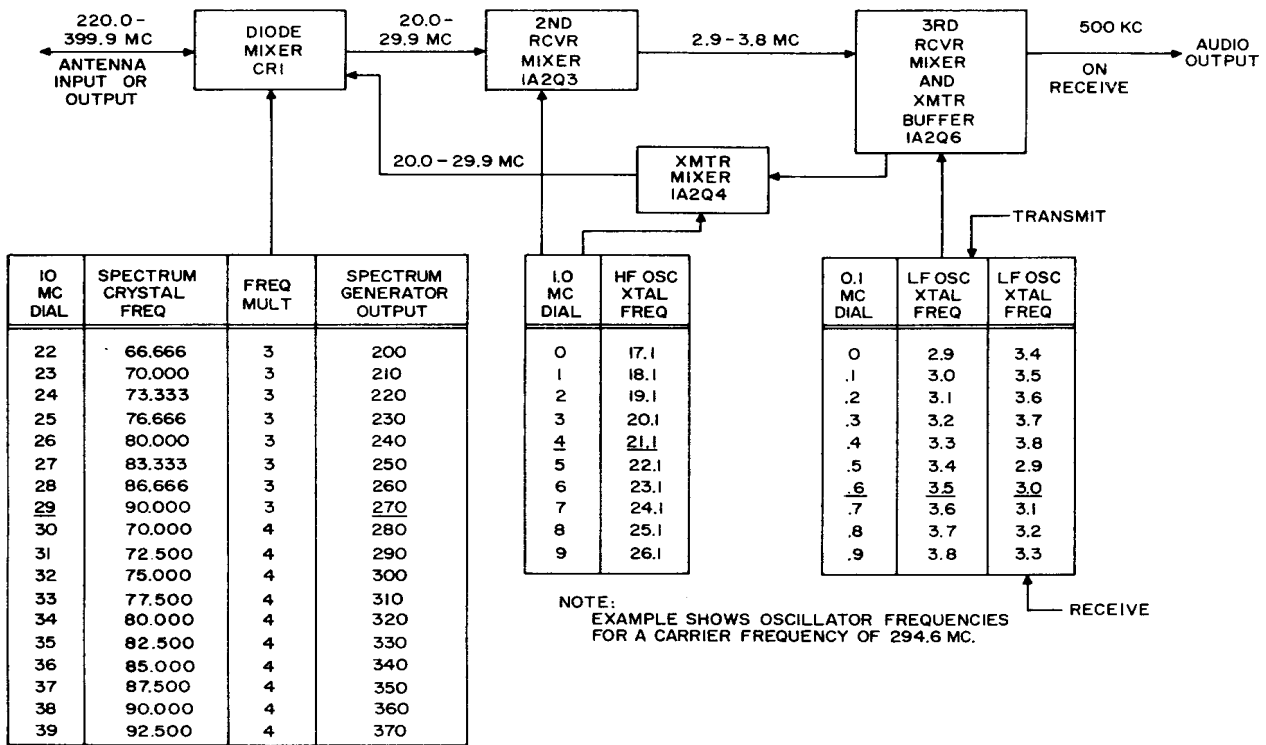 220.0-
399.9 MC
ANTENNA
INPUT OR
OUTPUT
DIODE
MIXER
CR1
20.0-
29.9 MC
2ND
RCVR
MIXER
1A2Q3
2.9-3.8 MC
3RD
RCVR
MIXER
AND
XMTR
BUFFER
1A2Q6
500 KC
ON
RECEIVE
AUDIO
OUTPUT
20.0-29.9 MC
XMTR
MIXER
1A2Q4
TRANSMIT
10 MC DIAL SPECTRUM CRYSTAL FREQ FREQ MULT SPECTRUM GENERATOR OUTPUT
22 66.666 3 200
23 70.000 3 210
24 73.333 3 220
25 76.666 3 230
26 80.000 3 240
27 83.333 3 250
28 86.666 3 260
29 90.000 3 270
30 70.000 4 280
31 72.500 4 290
32 75.000 4 300
33 77.500 4 310
34 80.000 4 320
35 82.500 4 330
36 85.000 4 340
37 87.500 4 350
38 90.000 4 360
39 92.500 4 370
1.0 MC DIAL HF OSC XTAL FREQ
0 17.1
1 18.1
2 19.1
3 20.1
4 21.1
5 22.1
6 23.1
7 24.1
8 25.1
9 26.1
0.1 MC DIAL LF OSC XTAL FREQ LF OSC XTAL FREQ
0 2.9 3.4
.1 3.0 3.5
.2 3.1 3.6
.3 3.2 3.7
.4 3.3 3.8
.5 3.4 2.9
.6 3.5 3.0
.7 3.6 3.1
.8 3.7 3.2
.9 3.8 3.3
RECEIVE
NOTE:
EXAMPLE SHOWS OSCILLATOR FREQUENCIES
FOR A CARRIER FREQUENCY OF 294.6 MC.